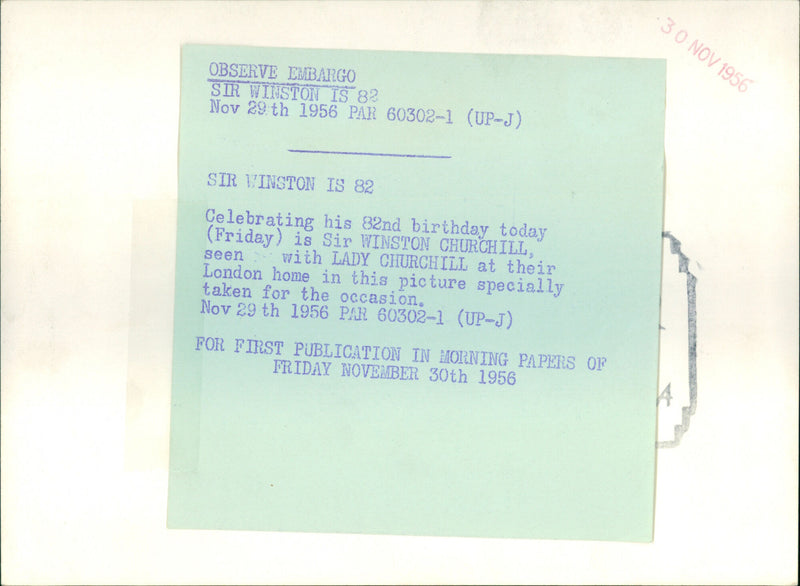 30 NOV 1956
OBSERVE EMBARGO
SIR WINSTON IS 82
Nov 29th 1956 PAR 60302-1 (UP-J)
SIR WINSTON IS 82
Celebrating his 82nd birthday today
(Friday) is Sir WINSTON CHURCHILL,
seen with LADY CHURCHILL at their
London home in this picture specially
taken for the occasion.
Nov 29th 1956 PAR 60302-1 (UP-J)
FOR FIRST PUBLICATION IN MORNING PAPERS OF
FRIDAY NOVEMBER 30th 1956
A